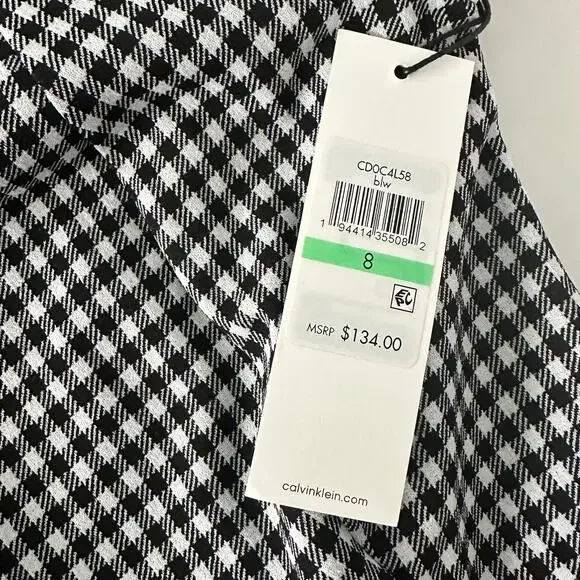 CD0C4L58
blw
1 94414 35508 2
8
MSRP $134.00
calvinklein.com